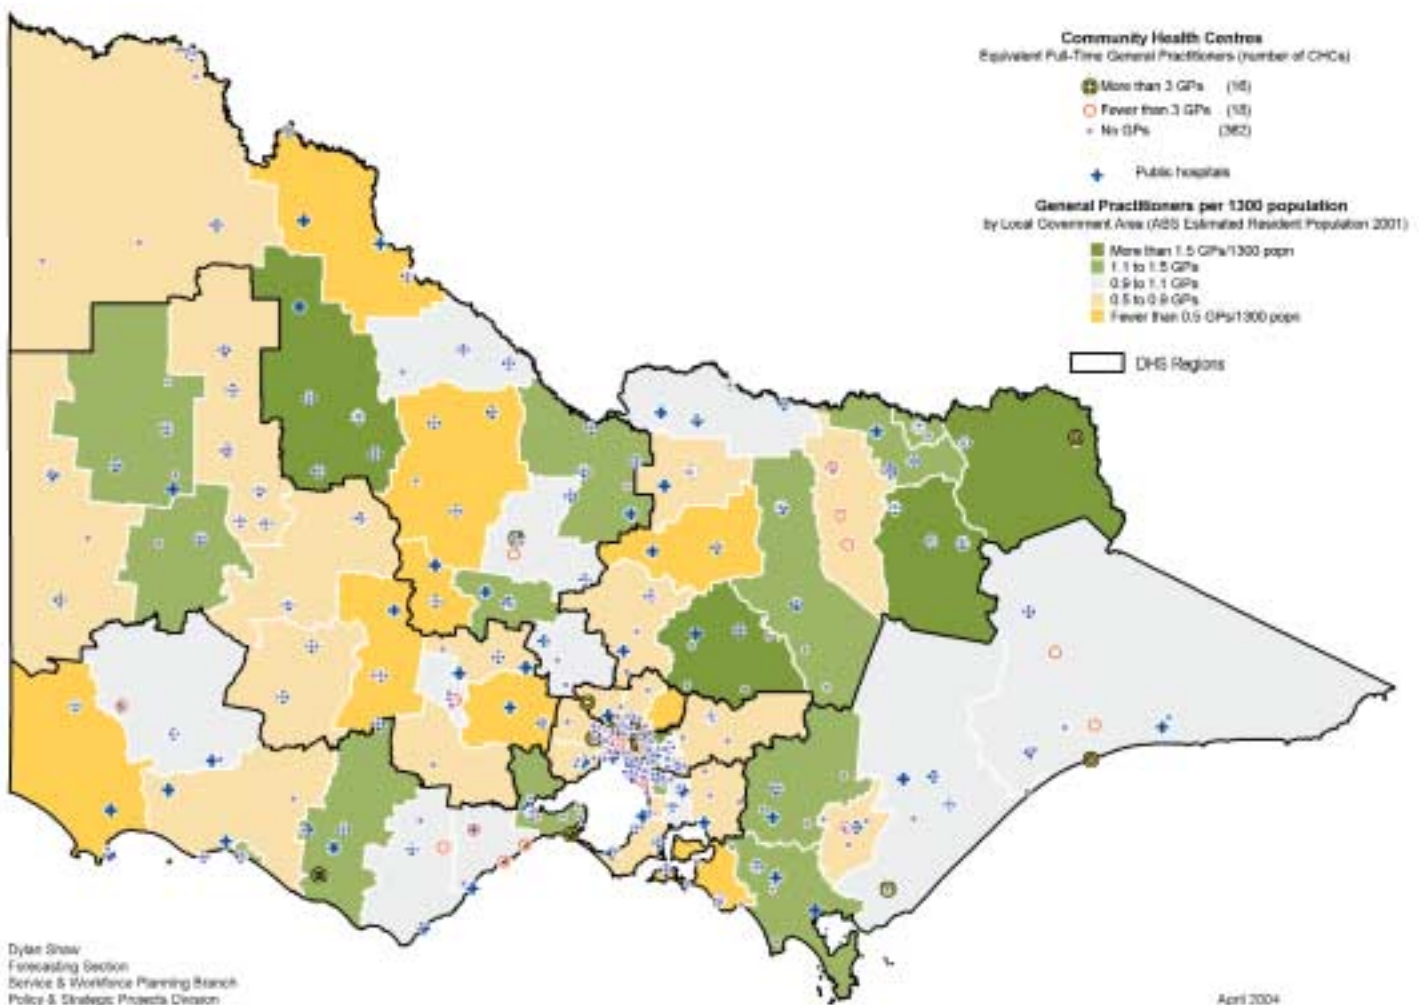 Community Health Centres
Equivalent Full-Time General Practitioners (number of CHCs)
More than 3 GPs (16)
Fewer than 3 GPs (18)
No GPs (362)
Public hospitals
General Practitioners per 1300 population
by Local Government Area (ABS Estimated Resident Population 2001)
More than 1.5 GPs/1300 popn
1.1 to 1.5 GPs
0.9 to 1.1 GPs
0.5 to 0.9 GPs
Fewer than 0.5 GPs/1300 popn
DHS Regions
Dylan Shaw
Forecasting Section
Service & Workforce Planning Branch
Policy & Strategic Projects Division
April 2004